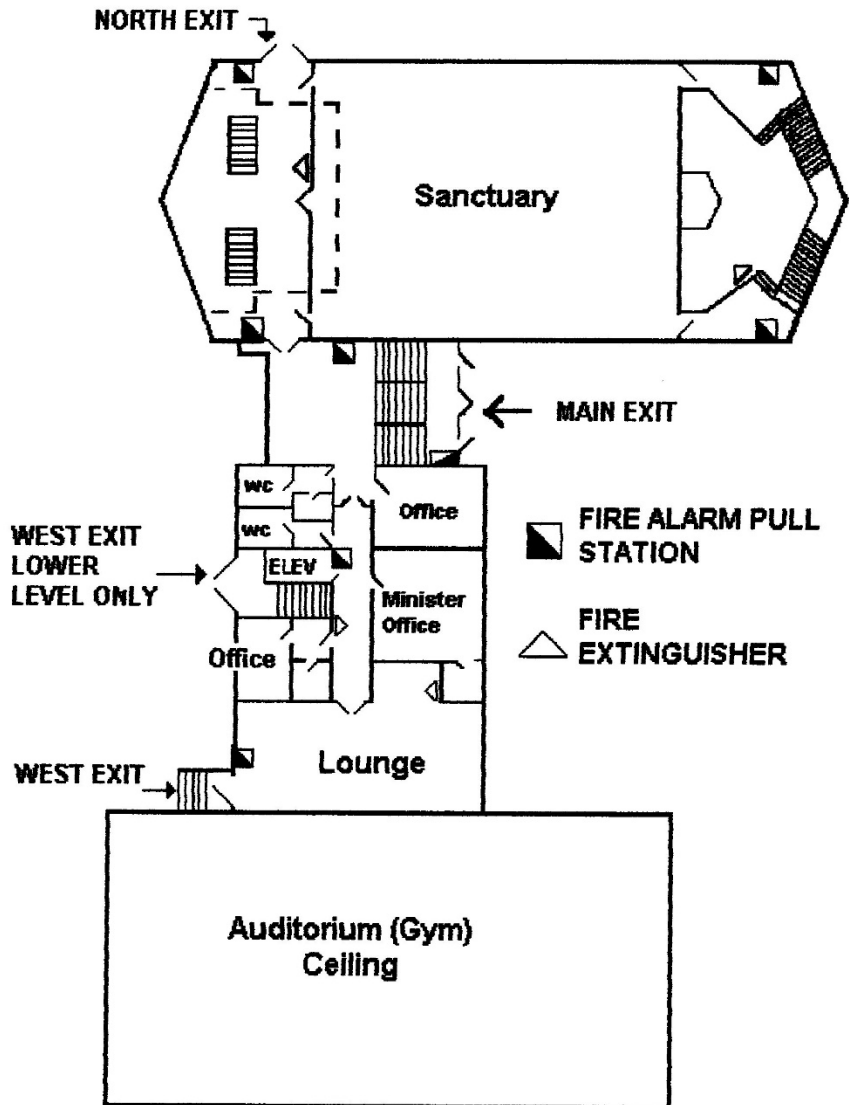 NORTH EXIT
Sanctuary
MAIN EXIT
wc
Office
wc
FIRE ALARM PULL
STATION
WEST EXIT
LOWER
LEVEL ONLY
ELEV
Minister
Office
FIRE
EXTINGUISHER
Office
Lounge
WEST EXIT
Auditorium (Gym)
Ceiling